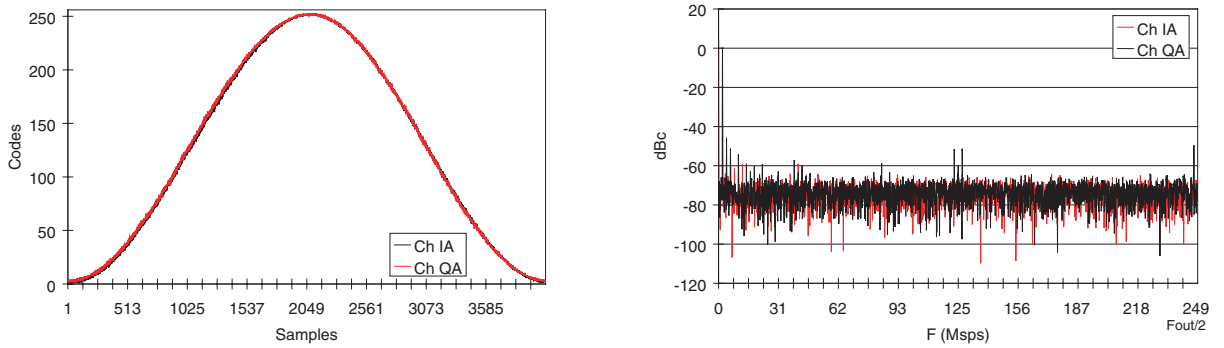 250
200
150
100
50
0
Codes
1 513 1025 1537 2049 2561 3073 3585
Samples
Ch IA
Ch QA
20
0
-20
-40
-60
-80
-100
-120
dBc
0 31 62 93 125 156 187 218 249
Fout/2
F (Msps)
Ch IA
Ch QA